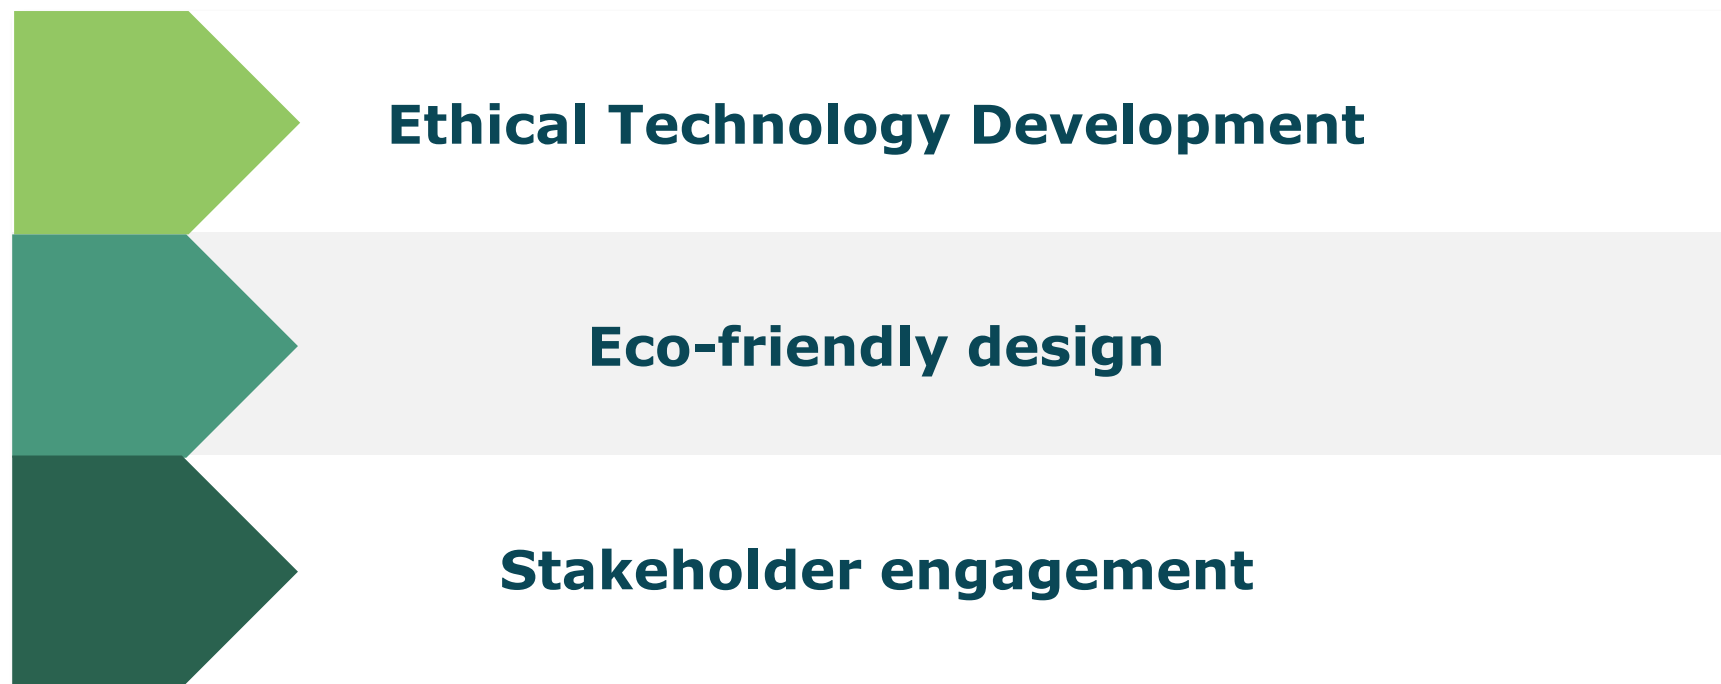 Ethical Technology Development
Eco-friendly design
Stakeholder engagement